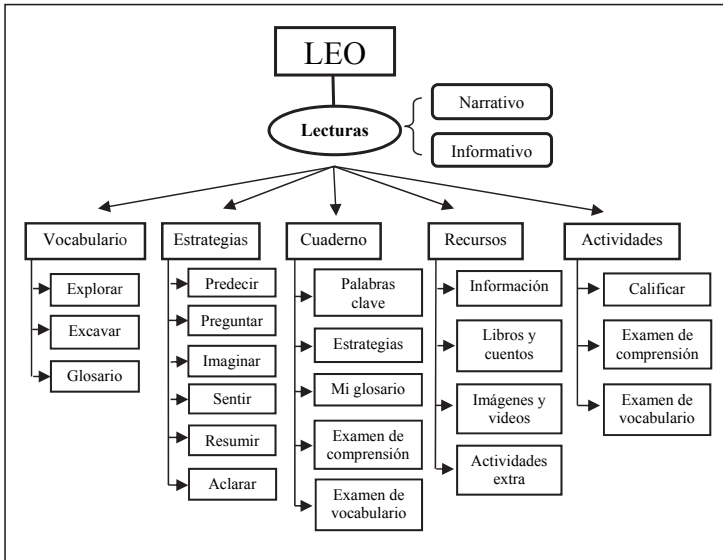 LEO
Lecturas
Narrativo
Informativo
Vocabulario
Explorar
Excavar
Glosario
Estrategias
Predecir
Preguntar
Imaginar
Sentir
Resumir
Aclarar
Cuaderno
Palabras
clave
Estrategias
Mi glosario
Examen de
comprensión
Examen de
vocabulario
Recursos
Información
Libros y
cuentos
Imágenes y
videos
Actividades
extra
Actividades
Calificar
Examen de
comprensión
Examen de
vocabulario